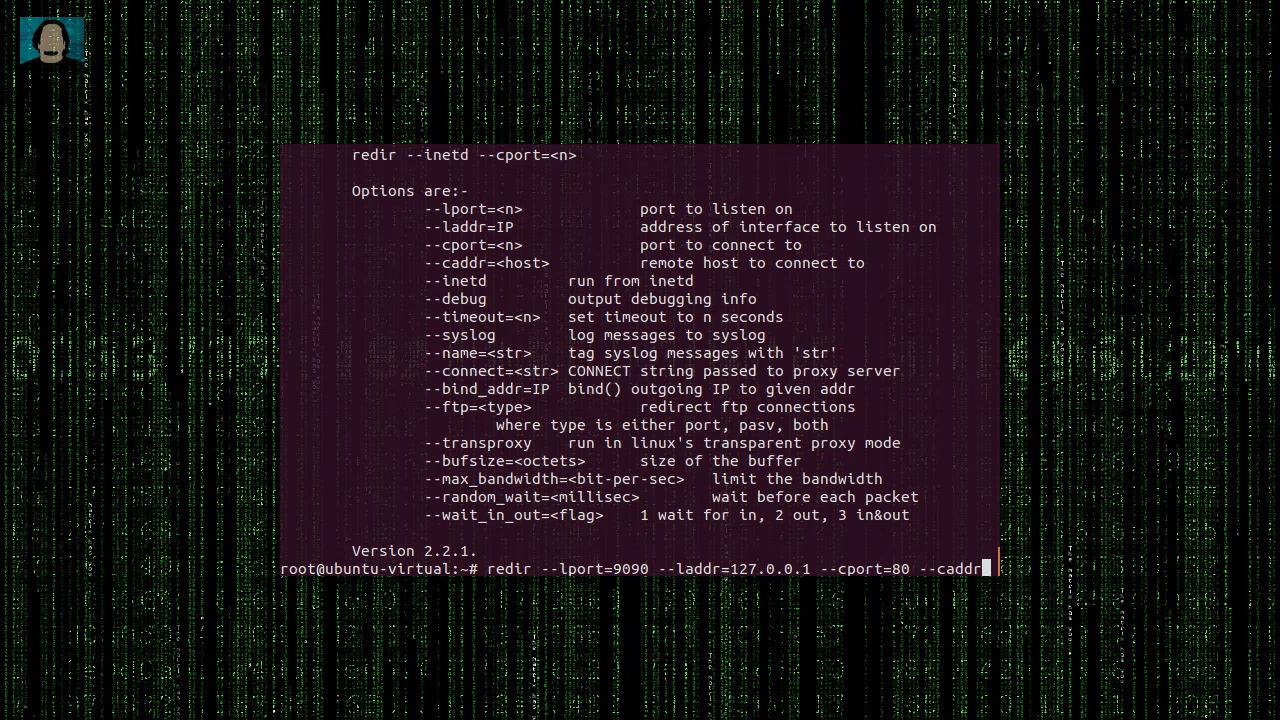 redir --inetd --cport=<n>
Options are:-
--lport=<n> port to listen on
--laddr=IP address of interface to listen on
--cport=<n> port to connect to
--caddr=<host> remote host to connect to
--inetd run from inetd
--debug output debugging info
--timeout=<n> set timeout to n seconds
--syslog log messages to syslog
--name=<str> tag syslog messages with 'str'
--connect=<str> CONNECT string passed to proxy server
--bind_addr=IP bind() outgoing IP to given addr
--ftp=<type> redirect ftp connections
where type is either port, pasv, both
--transproxy run in linux's transparent proxy mode
--bufsize=<octets> size of the buffer
--max_bandwidth=<bit-per-sec> limit the bandwidth
--random_wait=<millisec> wait before each packet
--wait_in_out=<flag> 1 wait for in, 2 out, 3 in&out
Version 2.2.1.
root@ubuntu-virtual:~# redir --lport=9090 --laddr=127.0.0.1 --cport=80 --caddr